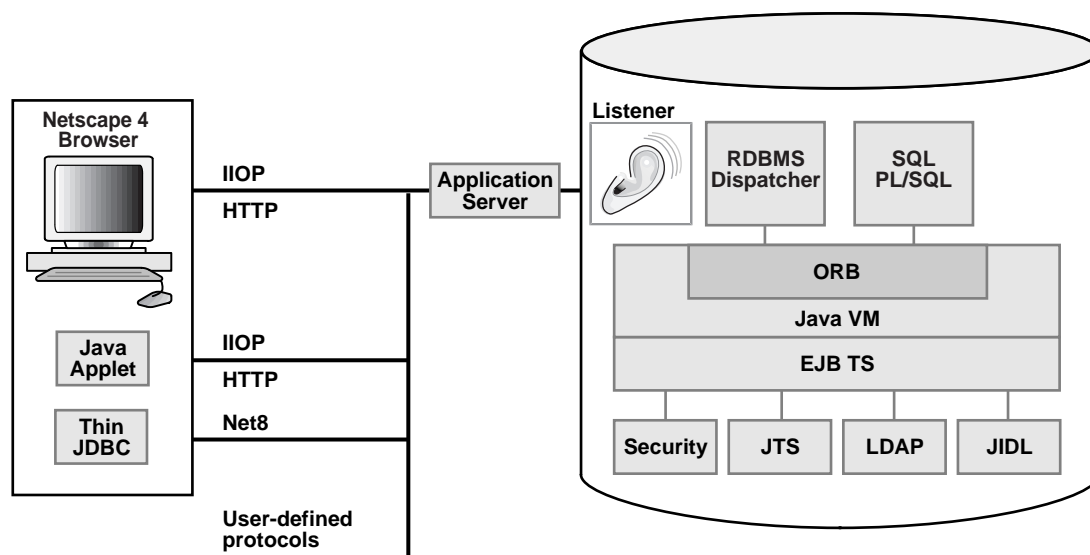 Netscape 4
Browser
IIOP
HTTP
Java
Applet
IIOP
HTTP
Thin
JDBC
Net8
User-defined
protocols
Application
Server
Listener
RDBMS
Dispatcher
SQL
PL/SQL
ORB
Java VM
EJB TS
Security
JTS
LDAP
JIDL